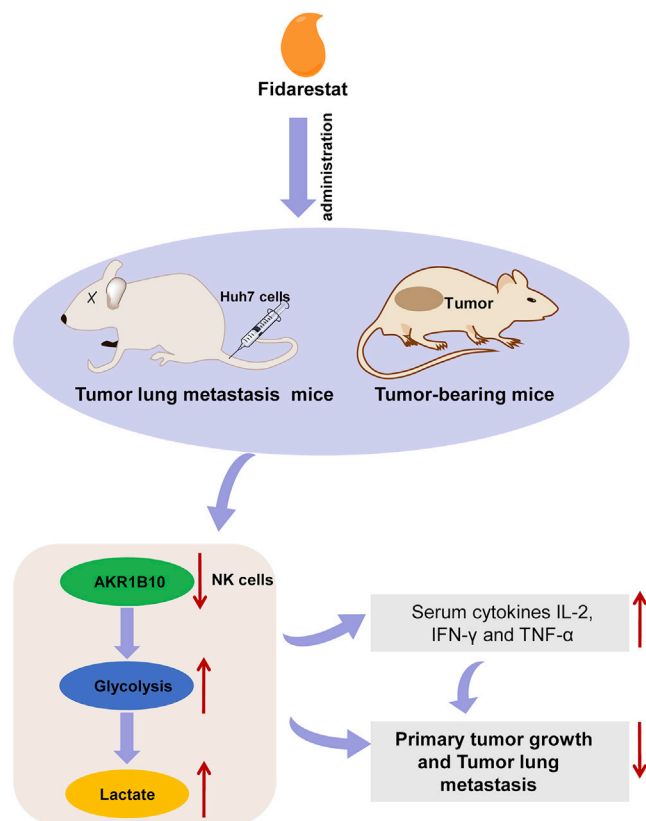 Fidarestat
administration
Huh7 cells
Tumor
Tumor lung metastasis mice
Tumor-bearing mice
AKR1B10
NK cells
Glycolysis
Lactate
Serum cytokines IL-2,
IFN-γ and TNF-α
Primary tumor growth
and Tumor lung
metastasis